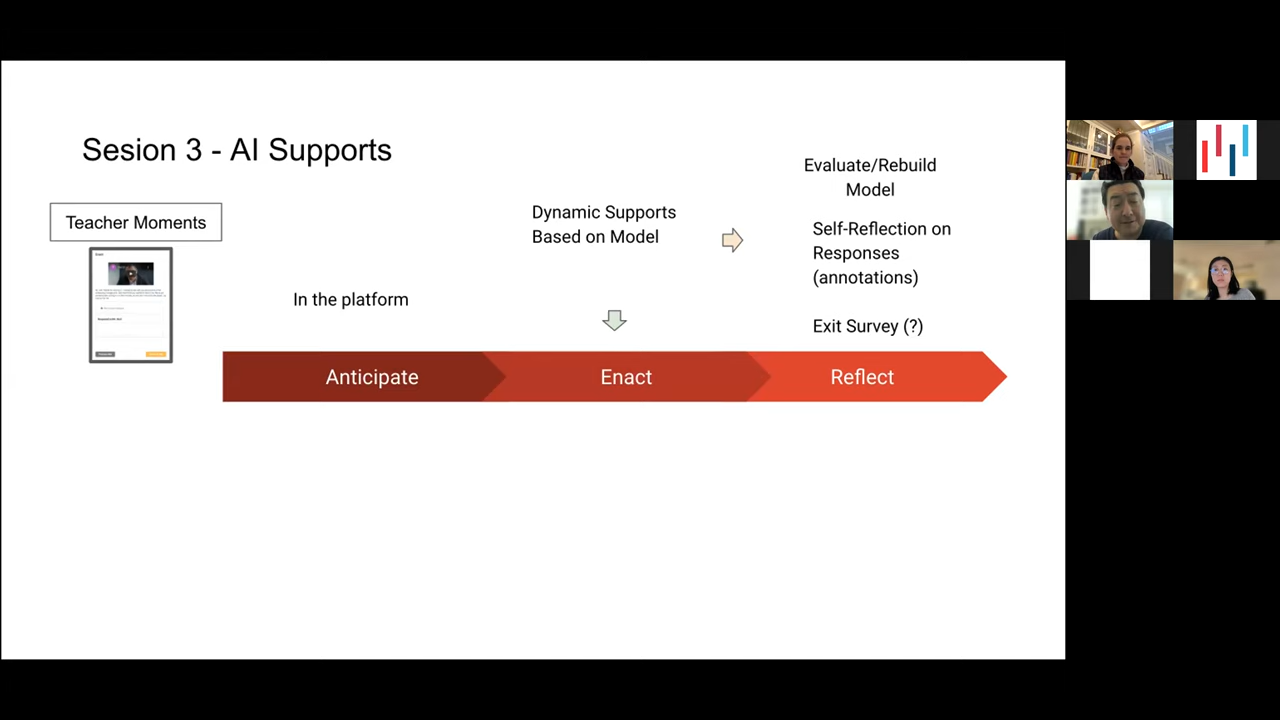 Sesion 3 - AI Supports
Teacher Moments
In the platform
Dynamic Supports
Based on Model
Evaluate/Rebuild
Model
Self-Reflection on
Responses
(annotations)
Exit Survey (?)
Anticipate
Enact
Reflect